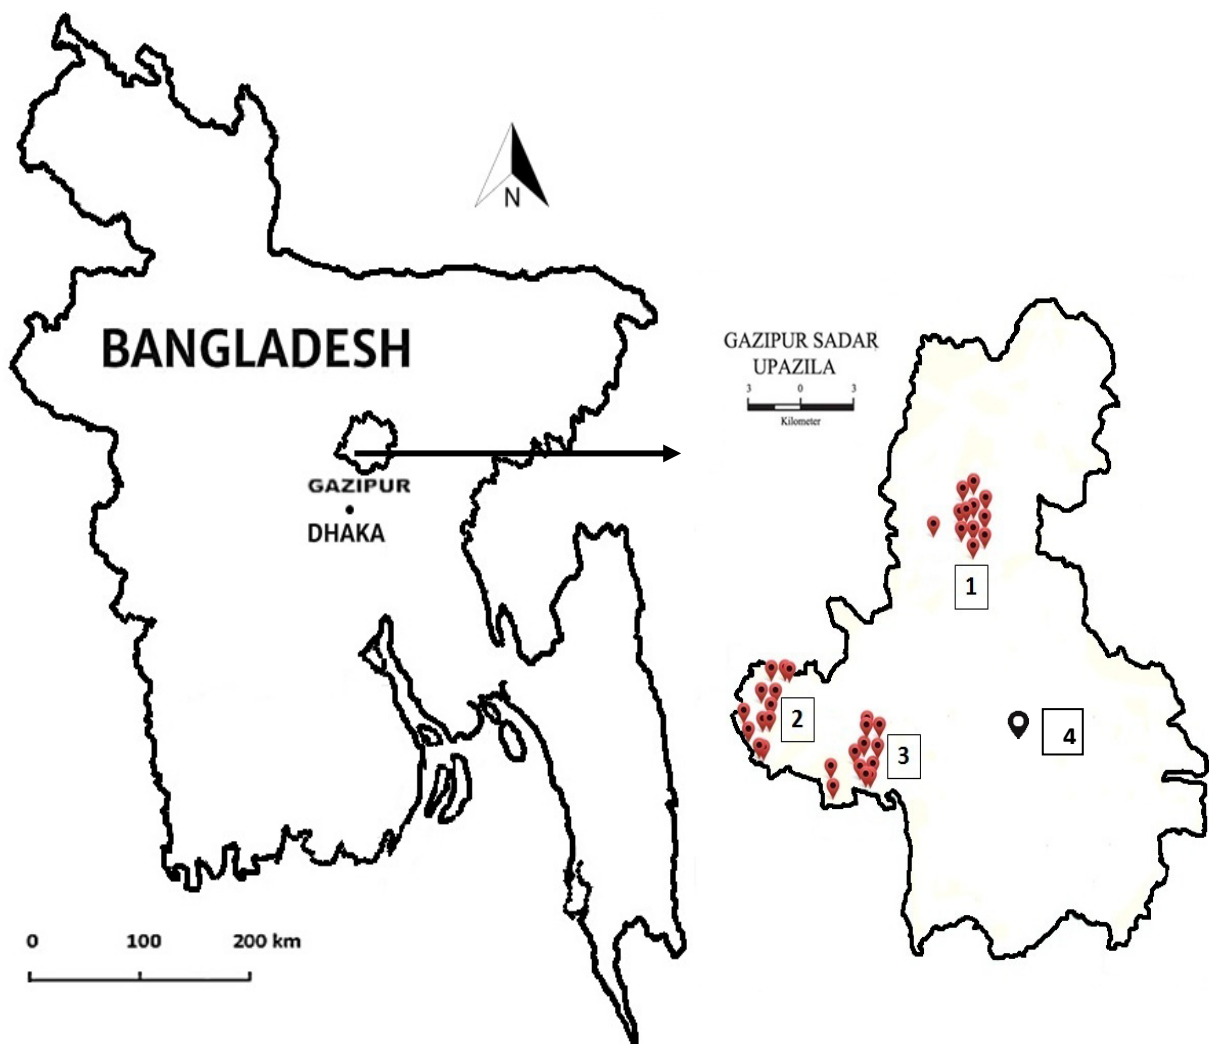 N
BANGLADESH
GAZIPUR
DHAKA
0 100 200 km
GAZIPUR SADAR
UPAZILA
3 0 3
Kilometer
1
2
3
4